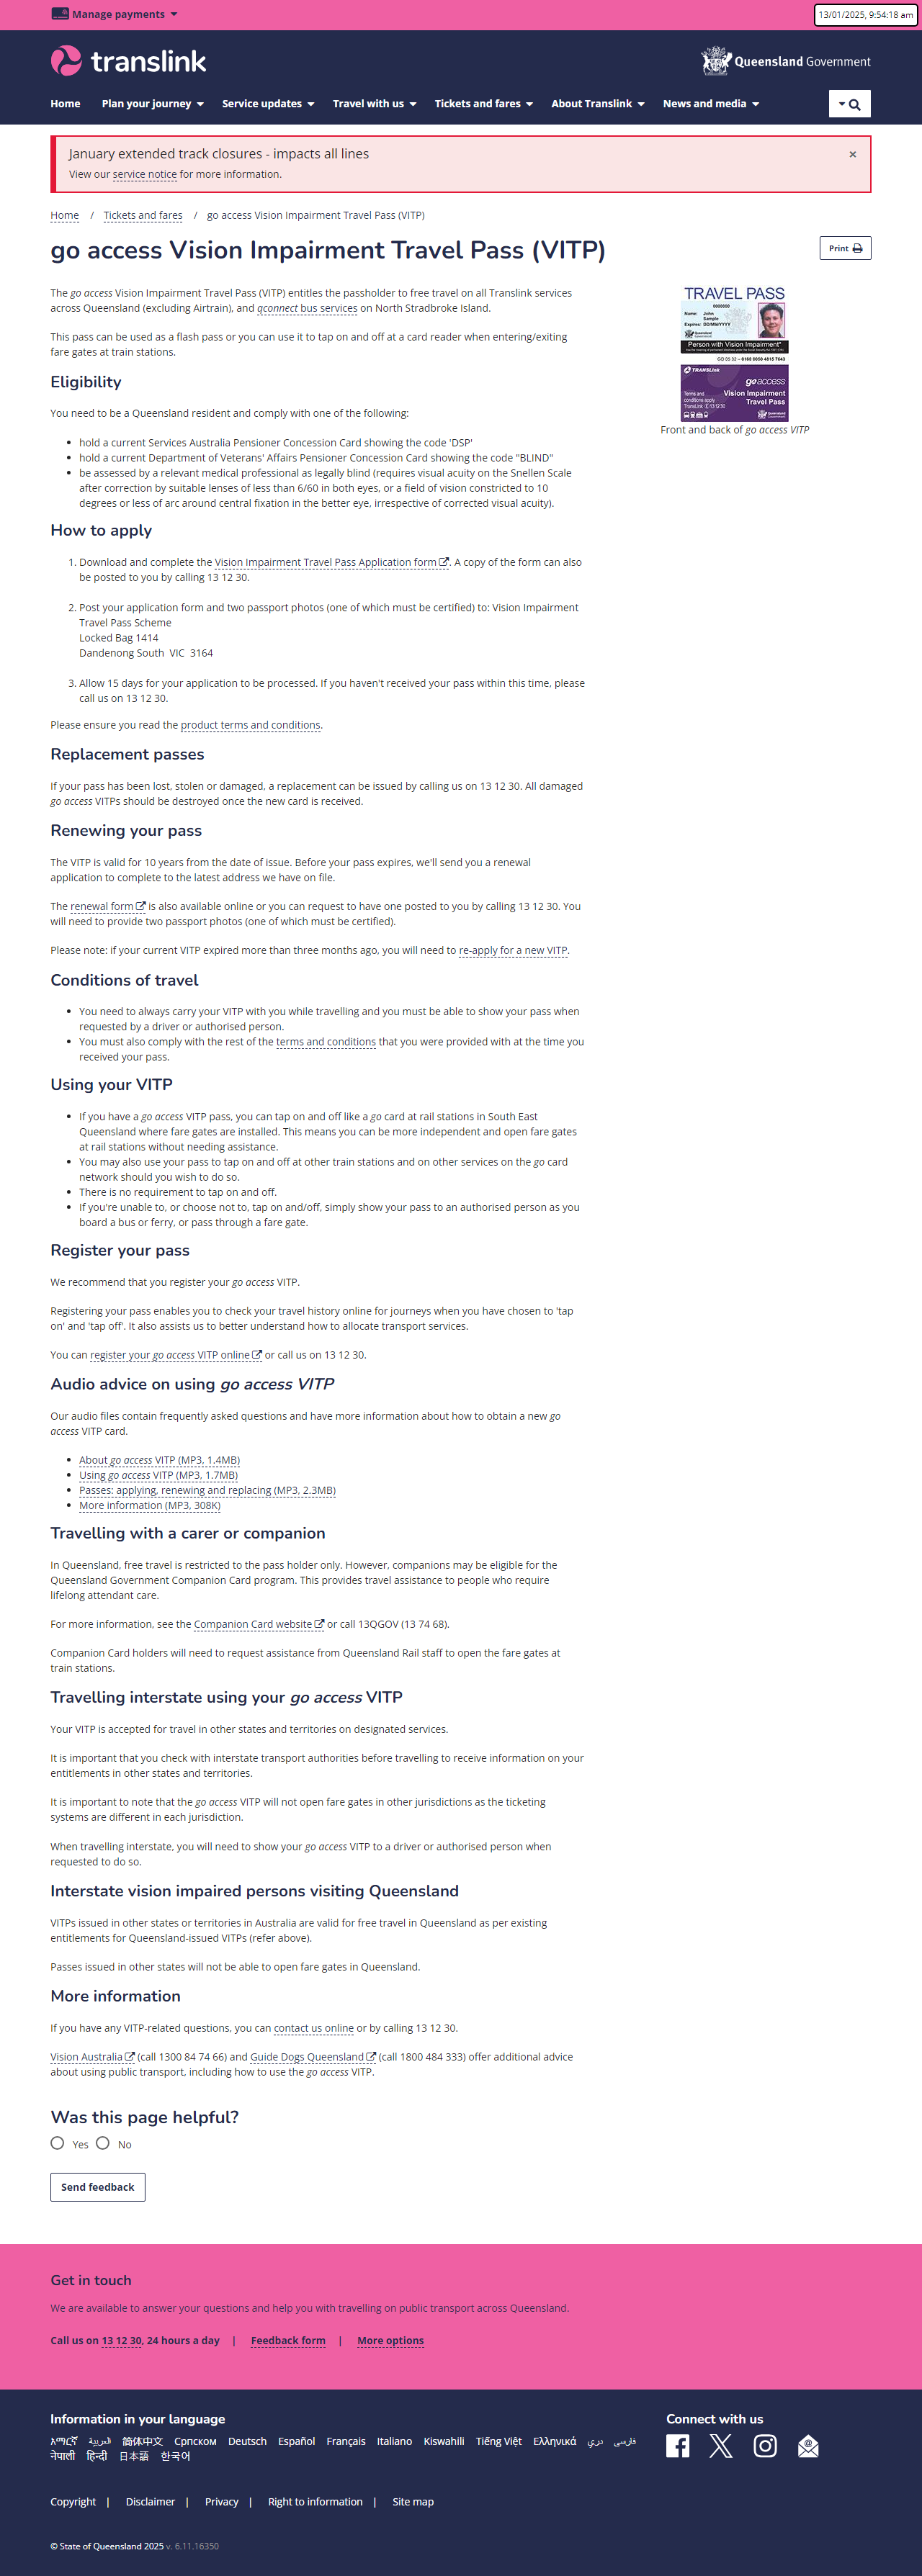 Manage payments
13/01/2025, 9:54:18 am
translink
Queensland Government
Home Plan your journey Service updates Travel with us Tickets and fares About Translink News and media
January extended track closures - impacts all lines
×
View our service notice for more information.
Home / Tickets and fares / go access Vision Impairment Travel Pass (VITP)
go access Vision Impairment Travel Pass (VITP)
Print
The go access Vision Impairment Travel Pass (VITP) entitles the passholder to free travel on all Translink services
across Queensland (excluding Airtrain), and qconnect bus services on North Stradbroke Island.
This pass can be used as a flash pass or you can use it to tap on and off at a card reader when entering/exiting
fare gates at train stations.
TRAVEL PASS
Name: John
Sample
Expires: DD/MM/YYYY
Queensland
Person with Vision Impairment*
TRANSLink
go access
Vision Impairment
Travel Pass
Terms and
conditions apply
Front and back of go access VITP
Eligibility
You need to be a Queensland resident and comply with one of the following:
• hold a current Services Australia Pensioner Concession Card showing the code 'DSP'
• hold a current Department of Veterans' Affairs Pensioner Concession Card showing the code "BLIND"
• be assessed by a relevant medical professional as legally blind (requires visual acuity on the Snellen Scale
after correction by suitable lenses of less than 6/60 in both eyes, or a field of vision constricted to 10
degrees or less of arc around central fixation in the better eye, irrespective of corrected visual acuity).
How to apply
1. Download and complete the Vision Impairment Travel Pass Application form. A copy of the form can also
be posted to you by calling 13 12 30.
2. Post your application form and two passport photos (one of which must be certified) to: Vision Impairment
Travel Pass Scheme
Locked Bag 1414
Dandenong South VIC 3164
3. Allow 15 days for your application to be processed. If you haven't received your pass within this time, please
call us on 13 12 30.
Please ensure you read the product terms and conditions.
Replacement passes
If your pass has been lost, stolen or damaged, a replacement can be issued by calling us on 13 12 30. All damaged
go access VITPs should be destroyed once the new card is received.
Renewing your pass
The VITP is valid for 10 years from the date of issue. Before your pass expires, we'll send you a renewal
application to complete to the latest address we have on file.
The renewal form is also available online or you can request to have one posted to you by calling 13 12 30. You
will need to provide two passport photos (one of which must be certified).
Please note: if your current VITP expired more than three months ago, you will need to re-apply for a new VITP.
Conditions of travel
• You need to always carry your VITP with you while travelling and you must be able to show your pass when
requested by a driver or authorised person.
• You must also comply with the rest of the terms and conditions that you were provided with at the time you
received your pass.
Using your VITP
• If you have a go access VITP pass, you can tap on and off like a go card at rail stations in South East
Queensland where fare gates are installed. This means you can be more independent and open fare gates
at rail stations without needing assistance.
• You may also use your pass to tap on and off at other train stations and on other services on the go card
network should you wish to do so.
• There is no requirement to tap on and off.
• If you're unable to, or choose not to, tap on and/off, simply show your pass to an authorised person as you
board a bus or ferry, or pass through a fare gate.
Register your pass
We recommend that you register your go access VITP.
Registering your pass enables you to check your travel history online for journeys when you have chosen to 'tap
on' and 'tap off'. It also assists us to better understand how to allocate transport services.
You can register your go access VITP online or call us on 13 12 30.
Audio advice on using go access VITP
Our audio files contain frequently asked questions and have more information about how to obtain a new go
access VITP card.
• About go access VITP (MP3, 1.4MB)
• Using go access VITP (MP3, 1.7MB)
• Passes: applying, renewing and replacing (MP3, 2.3MB)
• More information (MP3, 308K)
Travelling with a carer or companion
In Queensland, free travel is restricted to the pass holder only. However, companions may be eligible for the
Queensland Government Companion Card program. This provides travel assistance to people who require
lifelong attendant care.
For more information, see the Companion Card website or call 13QGOV (13 74 68).
Companion Card holders will need to request assistance from Queensland Rail staff to open the fare gates at
train stations.
Travelling interstate using your go access VITP
Your VITP is accepted for travel in other states and territories on designated services.
It is important that you check with interstate transport authorities before travelling to receive information on your
entitlements in other states and territories.
It is important to note that the go access VITP will not open fare gates in other jurisdictions as the ticketing
systems are different in each jurisdiction.
When travelling interstate, you will need to show your go access VITP to a driver or authorised person when
requested to do so.
Interstate vision impaired persons visiting Queensland
VITPs issued in other states or territories in Australia are valid for free travel in Queensland as per existing
entitlements for Queensland-issued VITPs (refer above).
Passes issued in other states will not be able to open fare gates in Queensland.
More information
If you have any VITP-related questions, you can contact us online or by calling 13 12 30.
Vision Australia (call 1300 84 74 66) and Guide Dogs Queensland (call 1800 484 333) offer additional advice
about using public transport, including how to use the go access VITP.
Was this page helpful?
Yes No
Send feedback
Get in touch
We are available to answer your questions and help you with travelling on public transport across Queensland.
Call us on 13 12 30, 24 hours a day | Feedback form | More options
Information in your language
Connect with us
አማርኛ العربية 简体中文 Српском Deutsch Español Français Italiano Kiswahili Tiếng Việt Ελληνικά دري فارسی
नेपाली हिन्दी 日本語 한국어
Copyright | Disclaimer | Privacy | Right to information | Site map
© State of Queensland 2025 v. 6.11.16350